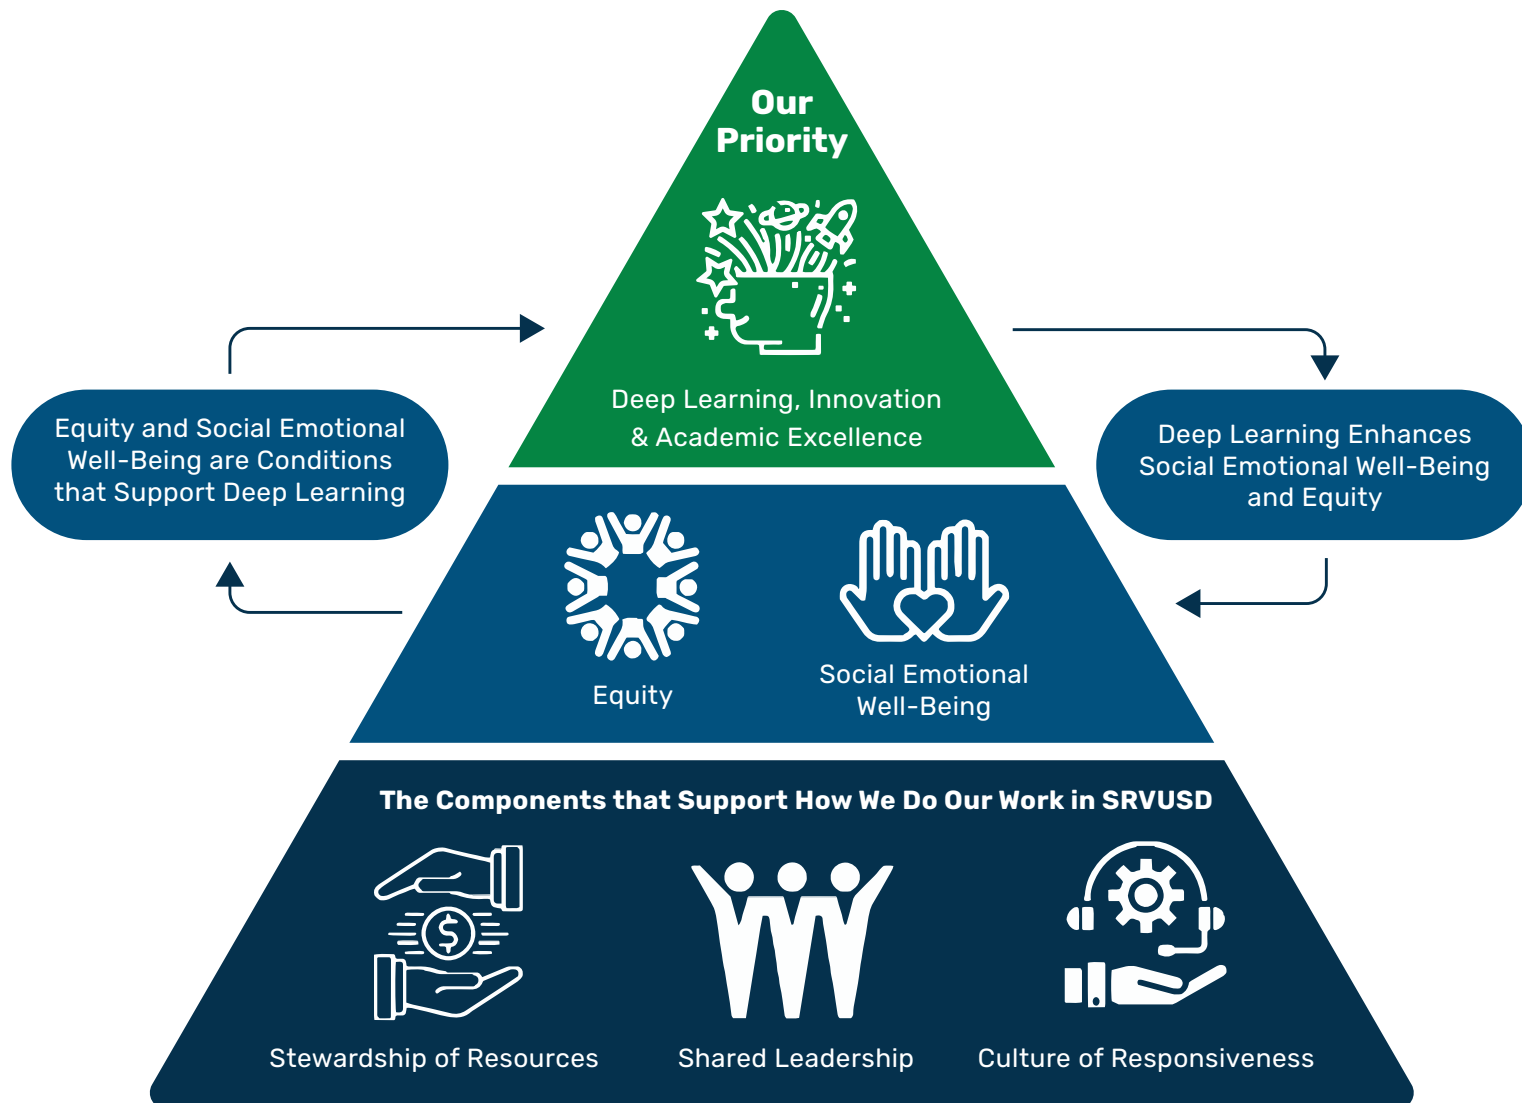 Our
Priority
Deep Learning, Innovation
& Academic Excellence
Equity and Social Emotional
Well-Being are Conditions
that Support Deep Learning
Deep Learning Enhances
Social Emotional Well-Being
and Equity
Equity
Social Emotional
Well-Being
The Components that Support How We Do Our Work in SRVUSD
$
Stewardship of Resources
Shared Leadership
Culture of Responsiveness